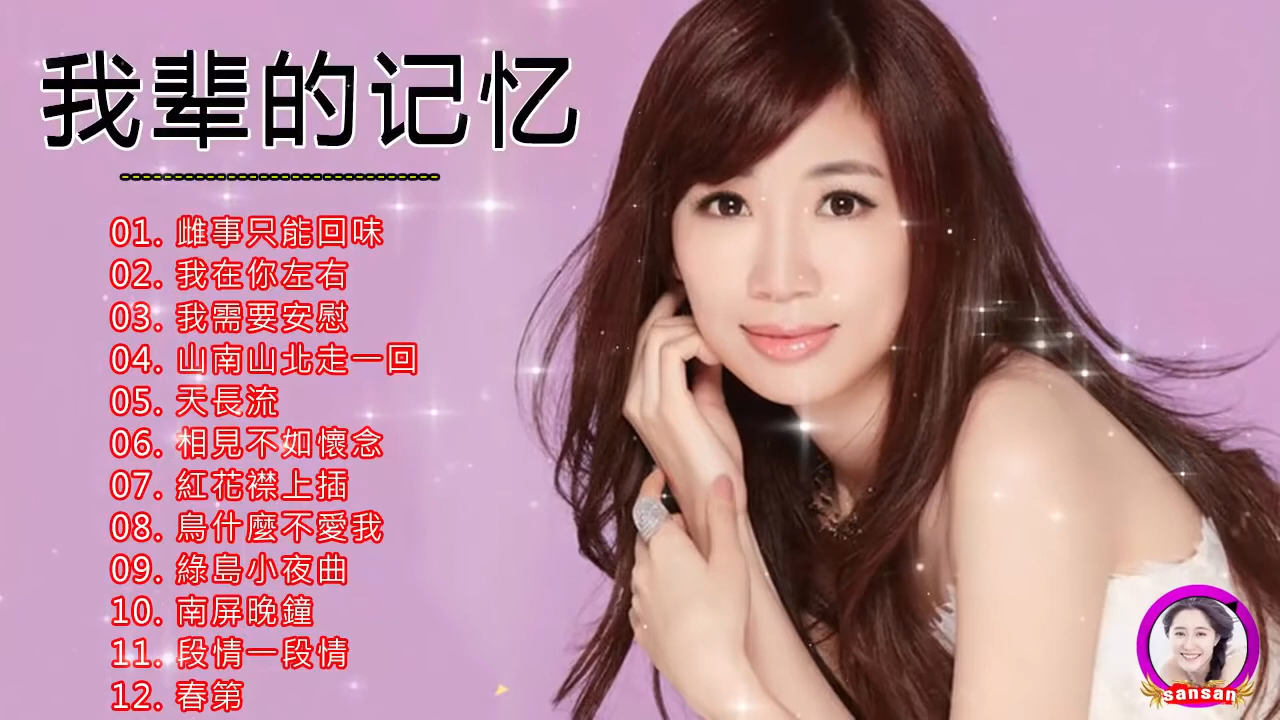 我辈的记忆
01. 雌事只能回味
02. 我在你左右
03. 我需要安慰
04. 山南山北走一回
05. 天長流
06. 相見不如懷念
07. 紅花襟上插
08. 鳥什麼不愛我
09. 綠島小夜曲
10. 南屏晚鐘
11. 段情一段情
12. 春第
sansan